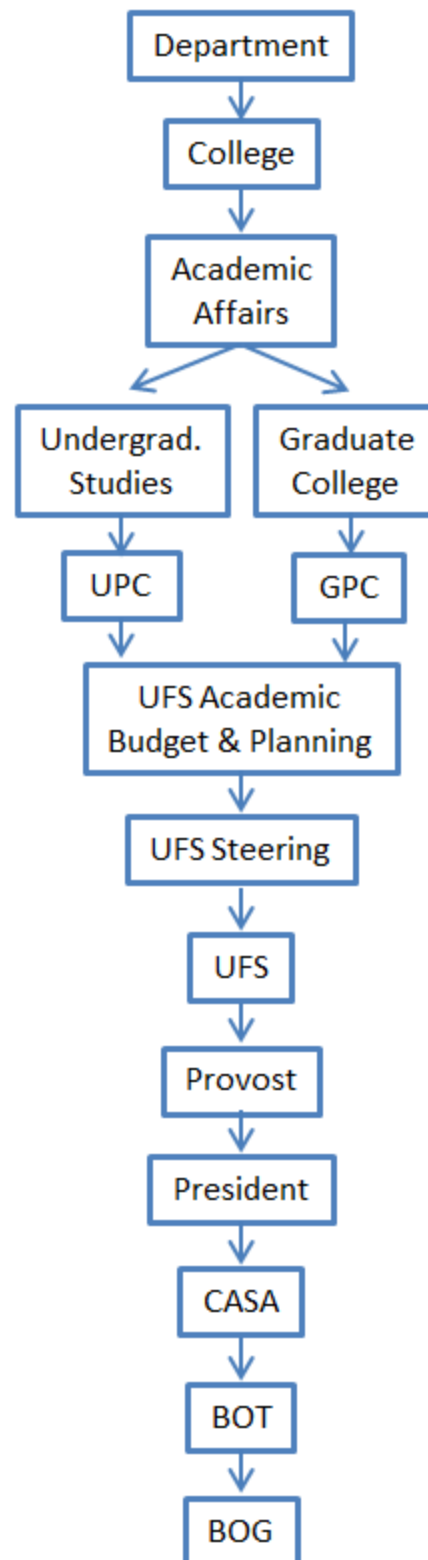 Department
College
Academic
Affairs
Undergrad.
Studies
Graduate
College
UPC
GPC
UFS Academic
Budget & Planning
UFS Steering
UFS
Provost
President
CASA
BOT
BOG